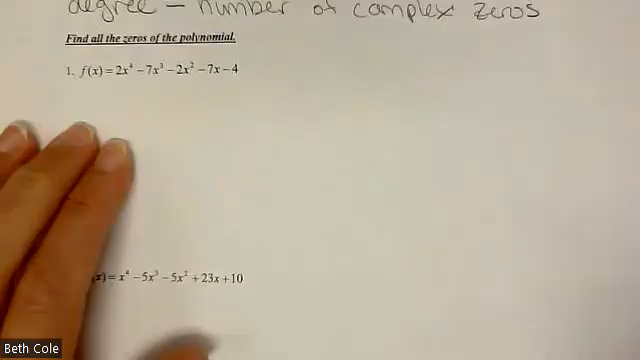 degree – number of complex zeros
Find all the zeros of the polynomial.
1. f(x) = 2x⁴ − 7x³ − 2x² − 7x − 4
x) = x⁴ − 5x³ − 5x² + 23x + 10
Beth Cole